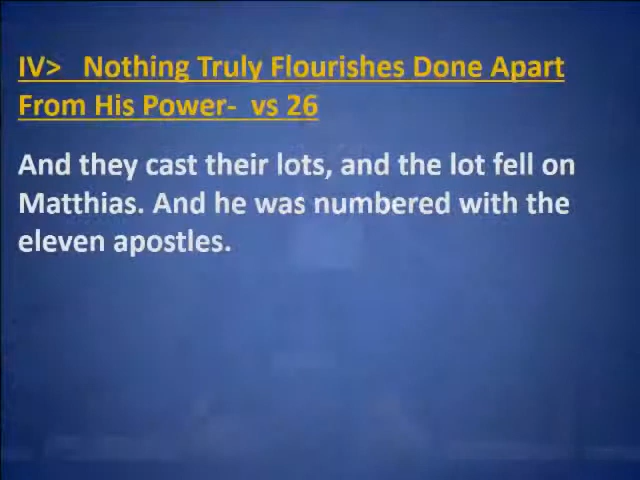 IV>   Nothing Truly Flourishes Done Apart
From His Power-  vs 26
And they cast their lots, and the lot fell on
Matthias. And he was numbered with the
eleven apostles.